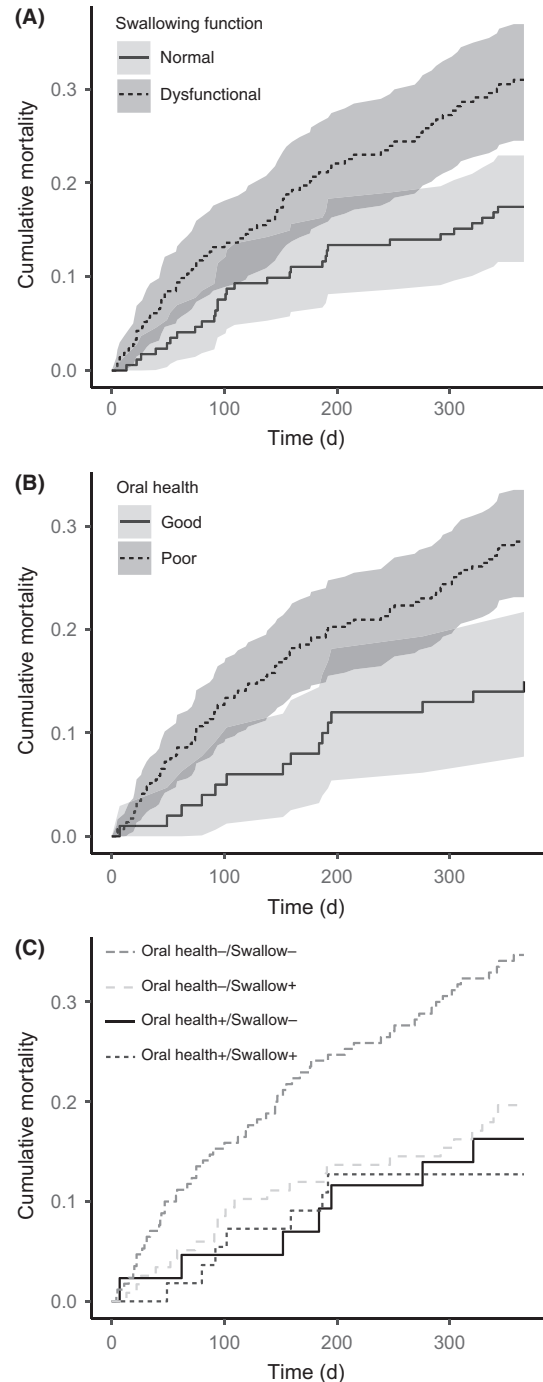 (A)
Swallowing function
Normal
Dysfunctional
Cumulative mortality
0.3
0.2
0.1
0.0
0 100 200 300
Time (d)
(B)
Oral health
Good
Poor
Cumulative mortality
0.3
0.2
0.1
0.0
0 100 200 300
Time (d)
(C)
Oral health–/Swallow–
Oral health–/Swallow+
Oral health+/Swallow–
Oral health+/Swallow+
Cumulative mortality
0.3
0.2
0.1
0.0
0 100 200 300
Time (d)